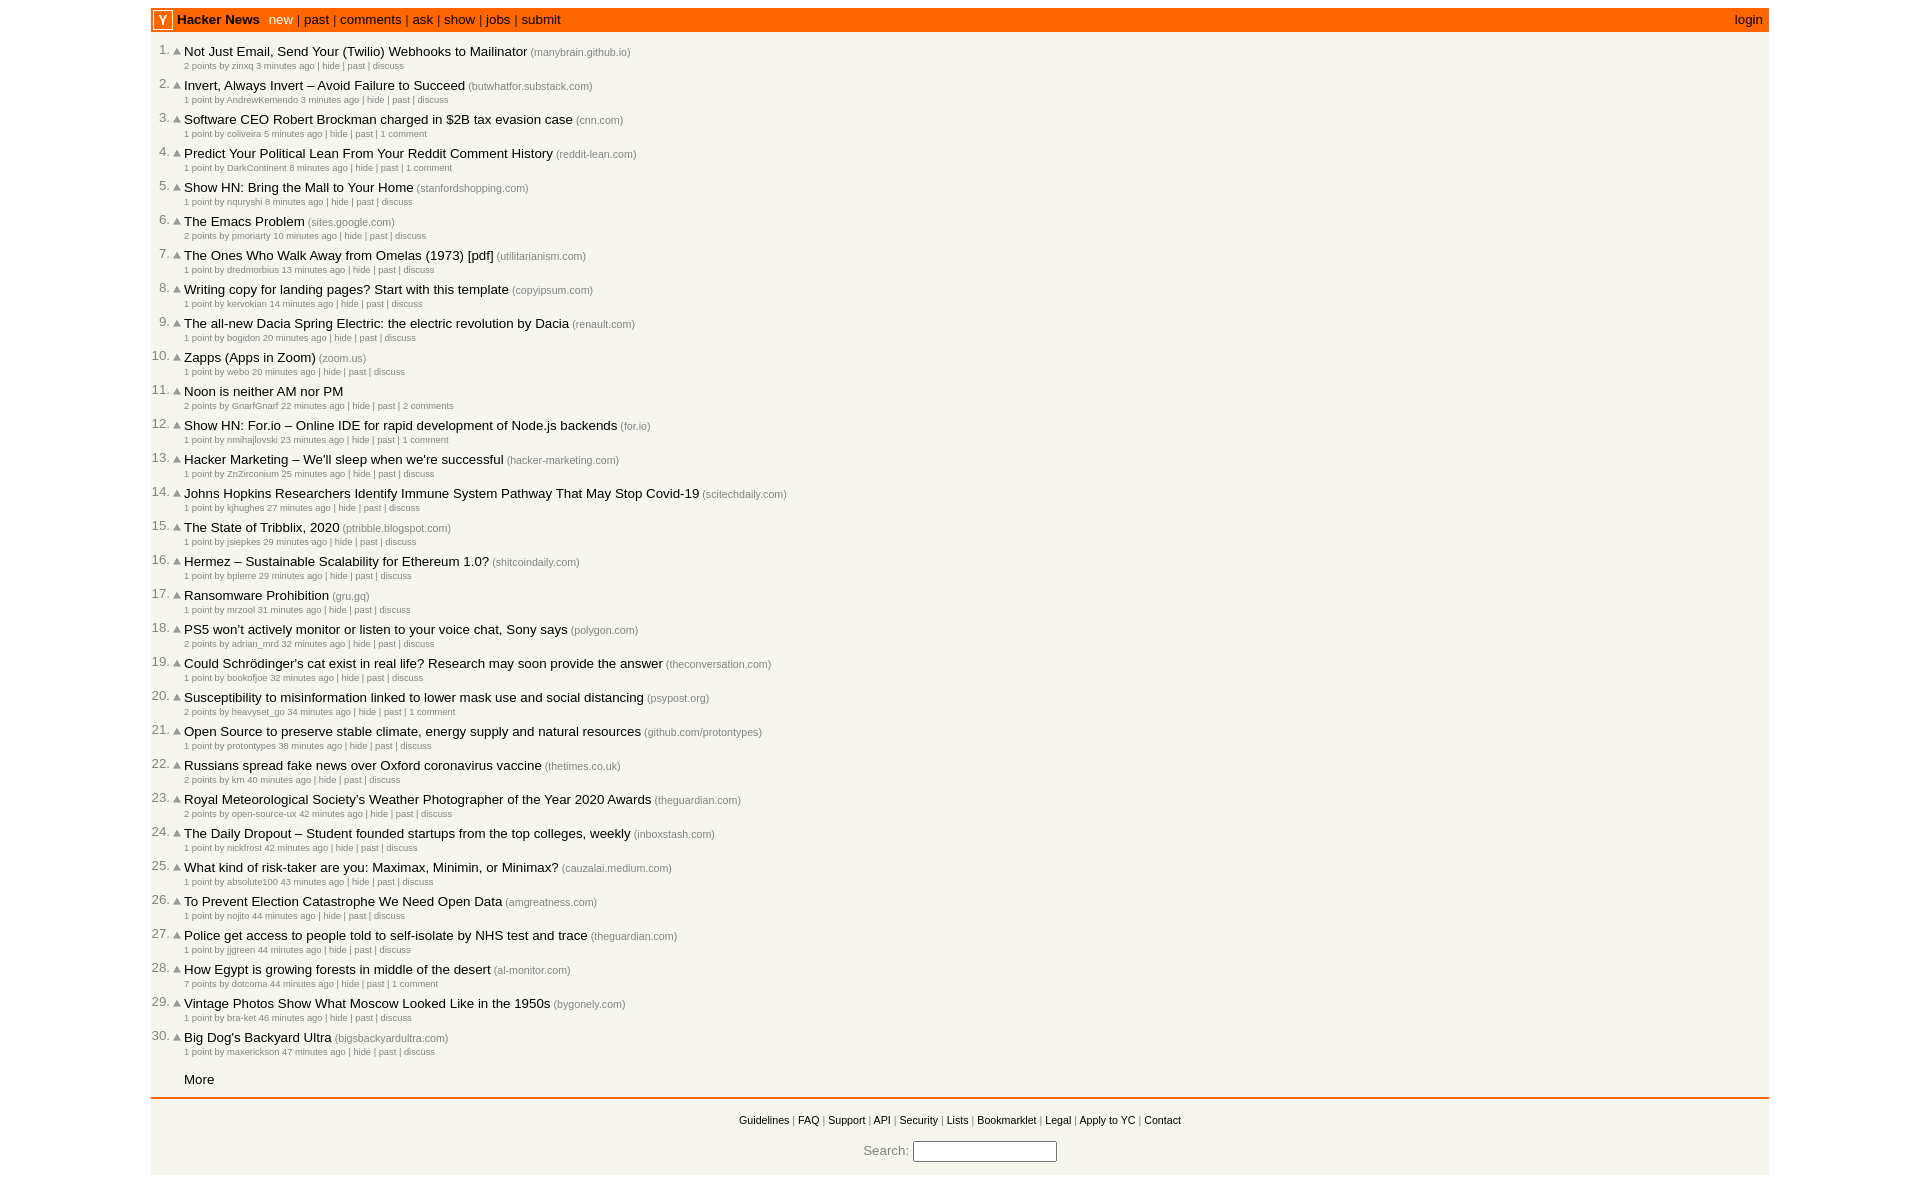 Y Hacker News new | past | comments | ask | show | jobs | submit login
1. Not Just Email, Send Your (Twilio) Webhooks to Mailinator (manybrain.github.io)
2 points by zinxq 3 minutes ago | hide | past | discuss
2. Invert, Always Invert – Avoid Failure to Succeed (butwhatfor.substack.com)
1 point by AndrewKemendo 3 minutes ago | hide | past | discuss
3. Software CEO Robert Brockman charged in $2B tax evasion case (cnn.com)
1 point by coliveira 5 minutes ago | hide | past | 1 comment
4. Predict Your Political Lean From Your Reddit Comment History (reddit-lean.com)
1 point by DarkContinent 8 minutes ago | hide | past | 1 comment
5. Show HN: Bring the Mall to Your Home (stanfordshopping.com)
1 point by nquryshi 8 minutes ago | hide | past | discuss
6. The Emacs Problem (sites.google.com)
2 points by pmoriarty 10 minutes ago | hide | past | discuss
7. The Ones Who Walk Away from Omelas (1973) [pdf] (utilitarianism.com)
1 point by dredmorbius 13 minutes ago | hide | past | discuss
8. Writing copy for landing pages? Start with this template (copyipsum.com)
1 point by kervokian 14 minutes ago | hide | past | discuss
9. The all-new Dacia Spring Electric: the electric revolution by Dacia (renault.com)
1 point by bogidon 20 minutes ago | hide | past | discuss
10. Zapps (Apps in Zoom) (zoom.us)
1 point by webo 20 minutes ago | hide | past | discuss
11. Noon is neither AM nor PM
2 points by GnarfGnarf 22 minutes ago | hide | past | 2 comments
12. Show HN: For.io – Online IDE for rapid development of Node.js backends (for.io)
1 point by nmihajlovski 23 minutes ago | hide | past | 1 comment
13. Hacker Marketing – We'll sleep when we're successful (hacker-marketing.com)
1 point by ZnZirconium 25 minutes ago | hide | past | discuss
14. Johns Hopkins Researchers Identify Immune System Pathway That May Stop Covid-19 (scitechdaily.com)
1 point by kjhughes 27 minutes ago | hide | past | discuss
15. The State of Tribblix, 2020 (ptribble.blogspot.com)
1 point by jsiepkes 29 minutes ago | hide | past | discuss
16. Hermez – Sustainable Scalability for Ethereum 1.0? (shitcoindaily.com)
1 point by bpierre 29 minutes ago | hide | past | discuss
17. Ransomware Prohibition (gru.gq)
1 point by mrzool 31 minutes ago | hide | past | discuss
18. PS5 won’t actively monitor or listen to your voice chat, Sony says (polygon.com)
2 points by adrian_mrd 32 minutes ago | hide | past | discuss
19. Could Schrödinger's cat exist in real life? Research may soon provide the answer (theconversation.com)
1 point by bookofjoe 32 minutes ago | hide | past | discuss
20. Susceptibility to misinformation linked to lower mask use and social distancing (psypost.org)
2 points by heavyset_go 34 minutes ago | hide | past | 1 comment
21. Open Source to preserve stable climate, energy supply and natural resources (github.com/protontypes)
1 point by protontypes 38 minutes ago | hide | past | discuss
22. Russians spread fake news over Oxford coronavirus vaccine (thetimes.co.uk)
2 points by krn 40 minutes ago | hide | past | discuss
23. Royal Meteorological Society’s Weather Photographer of the Year 2020 Awards (theguardian.com)
2 points by open-source-ux 42 minutes ago | hide | past | discuss
24. The Daily Dropout – Student founded startups from the top colleges, weekly (inboxstash.com)
1 point by nickfrost 42 minutes ago | hide | past | discuss
25. What kind of risk-taker are you: Maximax, Minimin, or Minimax? (cauzalai.medium.com)
1 point by absolute100 43 minutes ago | hide | past | discuss
26. To Prevent Election Catastrophe We Need Open Data (amgreatness.com)
1 point by nojito 44 minutes ago | hide | past | discuss
27. Police get access to people told to self-isolate by NHS test and trace (theguardian.com)
1 point by jjgreen 44 minutes ago | hide | past | discuss
28. How Egypt is growing forests in middle of the desert (al-monitor.com)
7 points by dotcoma 44 minutes ago | hide | past | 1 comment
29. Vintage Photos Show What Moscow Looked Like in the 1950s (bygonely.com)
1 point by bra-ket 46 minutes ago | hide | past | discuss
30. Big Dog's Backyard Ultra (bigsbackyardultra.com)
1 point by maxerickson 47 minutes ago | hide | past | discuss
More
Guidelines | FAQ | Support | API | Security | Lists | Bookmarklet | Legal | Apply to YC | Contact
Search: